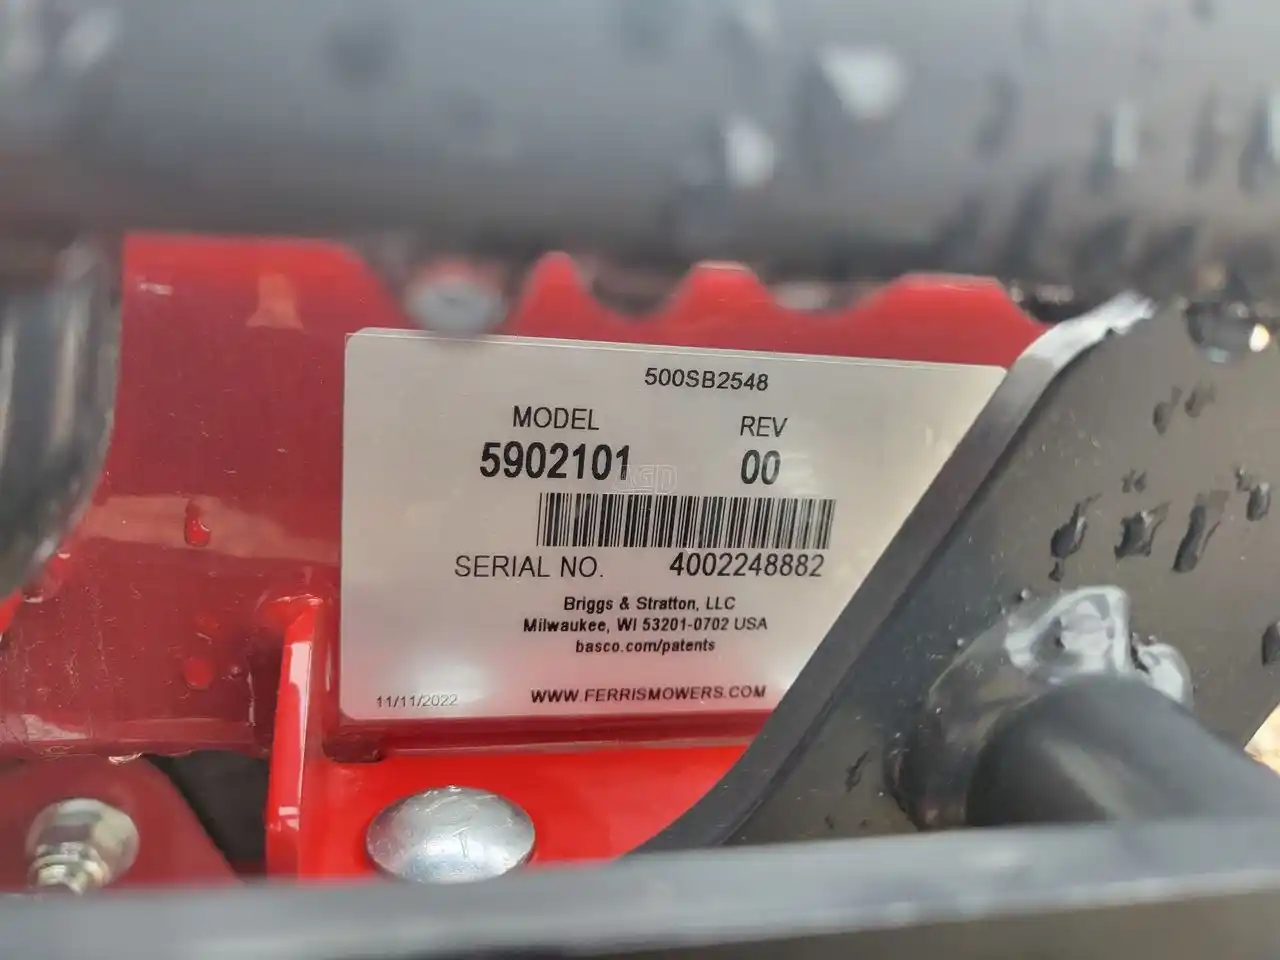 500SB2548
MODEL REV
5902101 00
SERIAL NO. 4002248882
Briggs & Stratton, LLC
Milwaukee, WI 53201-0702 USA
basco.com/patents
11/11/2022 WWW.FERRISMOWERS.COM